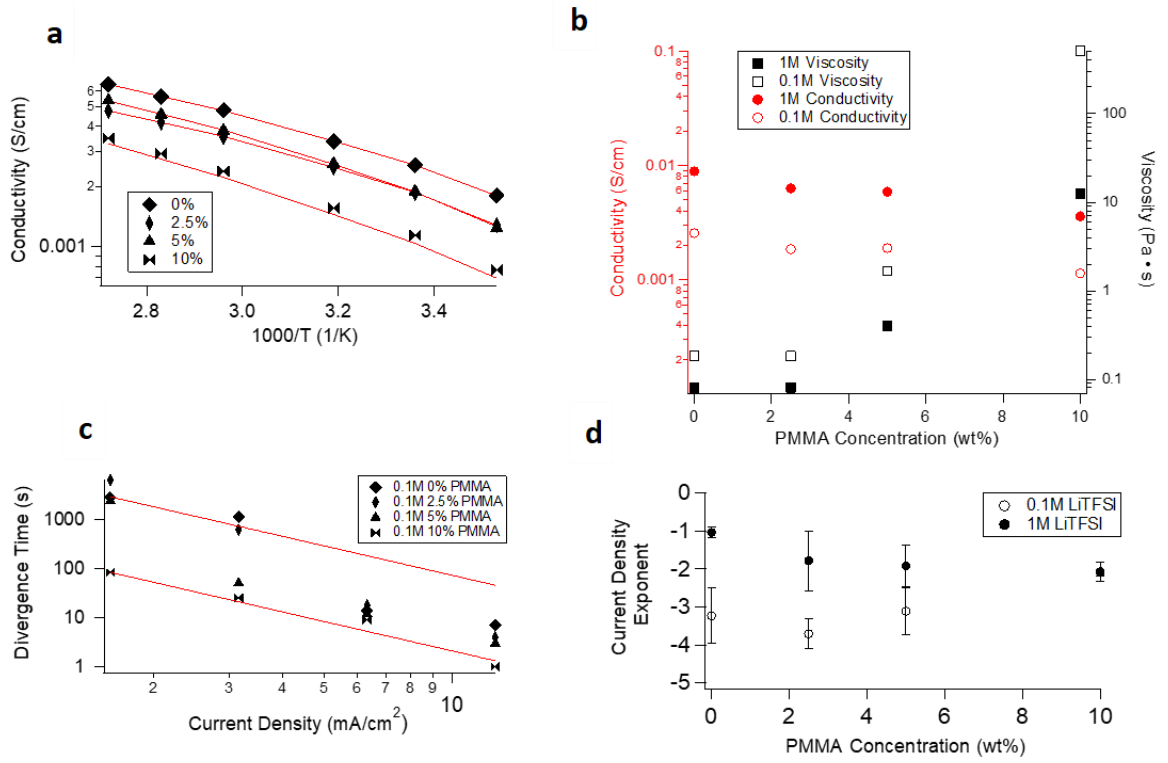 a
Conductivity (S/cm)
6
5
4
3
2
0.001
0%
2.5%
5%
10%
2.8
3.0
3.2
3.4
1000/T (1/K)
b
Conductivity (S/cm)
0.1
8
6
4
2
0.01
8
6
4
2
0.001
8
6
4
2
1M Viscosity
0.1M Viscosity
1M Conductivity
0.1M Conductivity
100
10
1
0.1
Viscosity (Pa • s)
0
2
4
6
8
10
PMMA Concentration (wt%)
c
Divergence Time (s)
1000
100
10
1
0.1M 0% PMMA
0.1M 2.5% PMMA
0.1M 5% PMMA
0.1M 10% PMMA
2
3
4
5
6
7
8
9
10
Current Density (mA/cm²)
d
Current Density
Exponent
0
-1
-2
-3
-4
-5
0.1M LiTFSI
1M LiTFSI
0
2
4
6
8
10
PMMA Concentration (wt%)